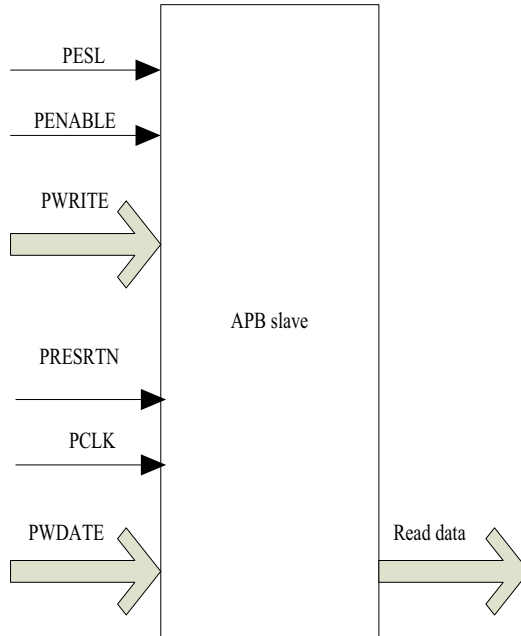 PESL
PENABLE
PWRITE
APB slave
PRESRTN
PCLK
PWDATE
Read data